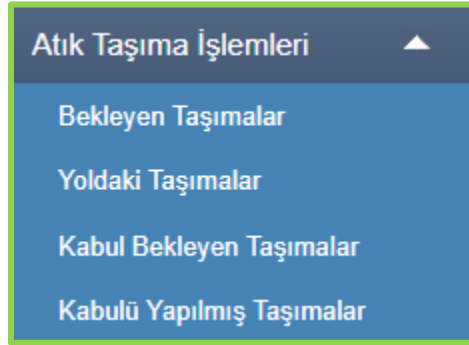 Atık Taşıma İşlemleri
Bekleyen Taşımalar
Yoldaki Taşımalar
Kabul Bekleyen Taşımalar
Kabulü Yapılmış Taşımalar